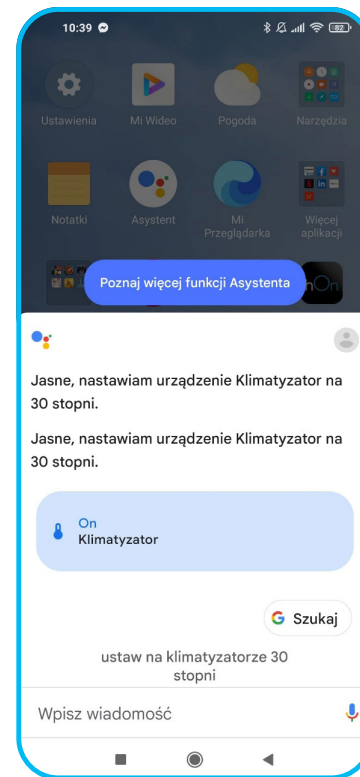 10:39
82
Ustawienia
Mi Wideo
Pogoda
Narzędzia
Notatki
Asystent
Mi
Przeglądarka
Więcej
aplikacji
Poznaj więcej funkcji Asystenta
nOn
Jasne, nastawiam urządzenie Klimatyzator na
30 stopni.
Jasne, nastawiam urządzenie Klimatyzator na
30 stopni.
On
Klimatyzator
Szukaj
ustaw na klimatyzatorze 30
stopni
Wpisz wiadomość